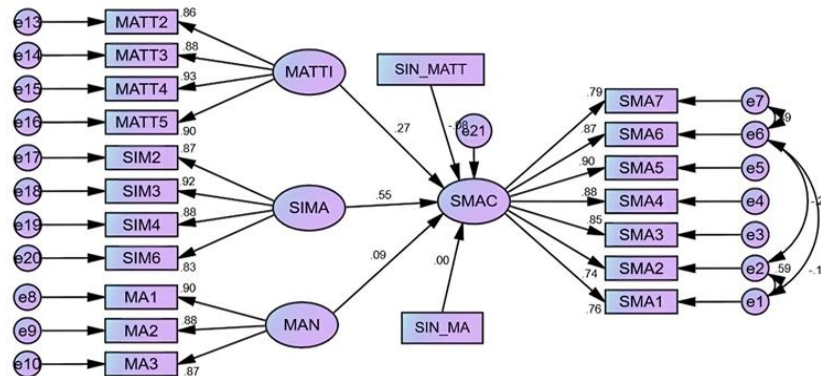 e13 MATT2 .86
e14 MATT3 .88
e15 MATT4 .93
e16 MATT5 .90
e17 SIM2 .87
e18 SIM3 .92
e19 SIM4 .88
e20 SIM6 .83
e8 MA1 .90
e9 MA2 .88
e10 MA3 .87
MATTI
SIMA
MAN
.27
.55
.09
SIN_MATT
-.08
e21
SMAC
.00
SIN_MA
.79 SMA7 e7
.87 SMA6 e6
.90 SMA5 e5
.88 SMA4 e4
.85 SMA3 e3
.74 SMA2 e2
.76 SMA1 e1
.59